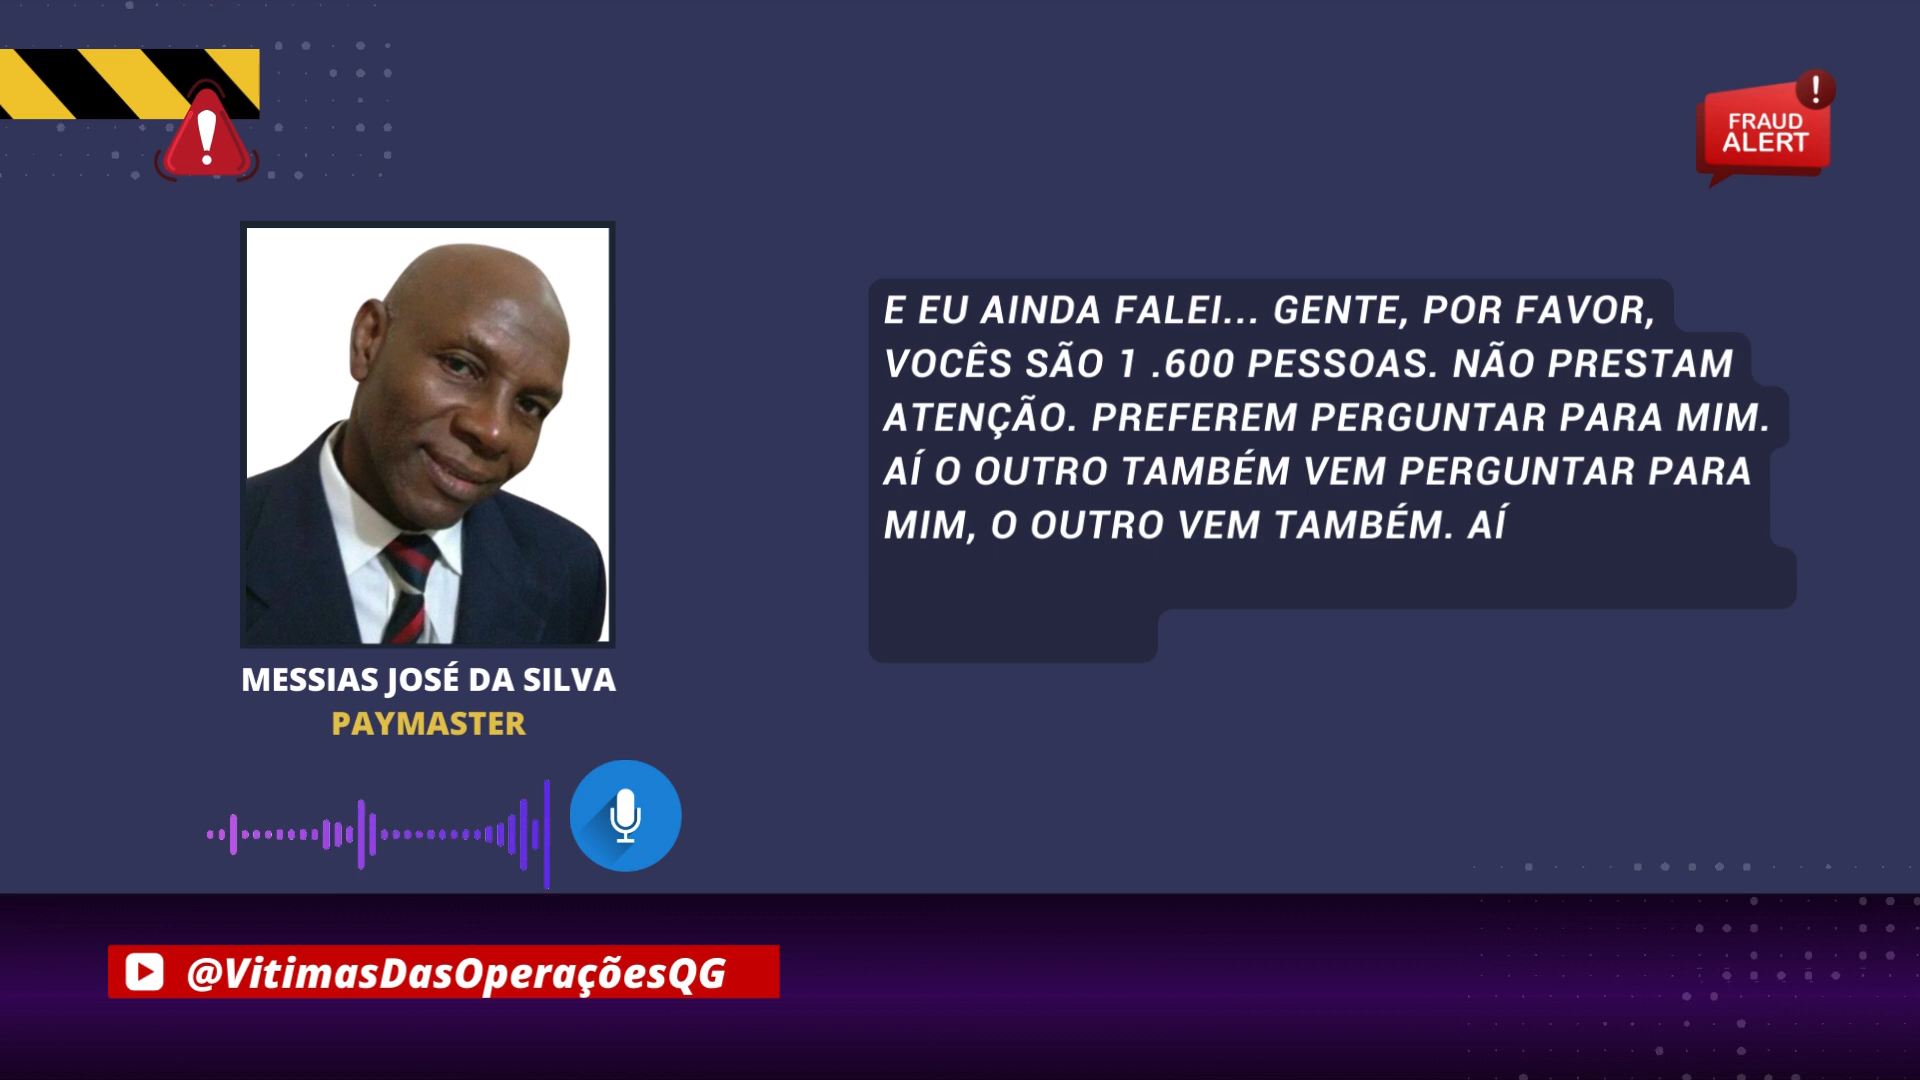 FRAUD
ALERT
E EU AINDA FALEI... GENTE, POR FAVOR,
VOCÊS SÃO 1 .600 PESSOAS. NÃO PRESTAM
ATENÇÃO. PREFEREM PERGUNTAR PARA MIM.
AÍ O OUTRO TAMBÉM VEM PERGUNTAR PARA
MIM, O OUTRO VEM TAMBÉM. AÍ
MESSIAS JOSÉ DA SILVA
PAYMASTER
@VitimasDasOperaçõesQG